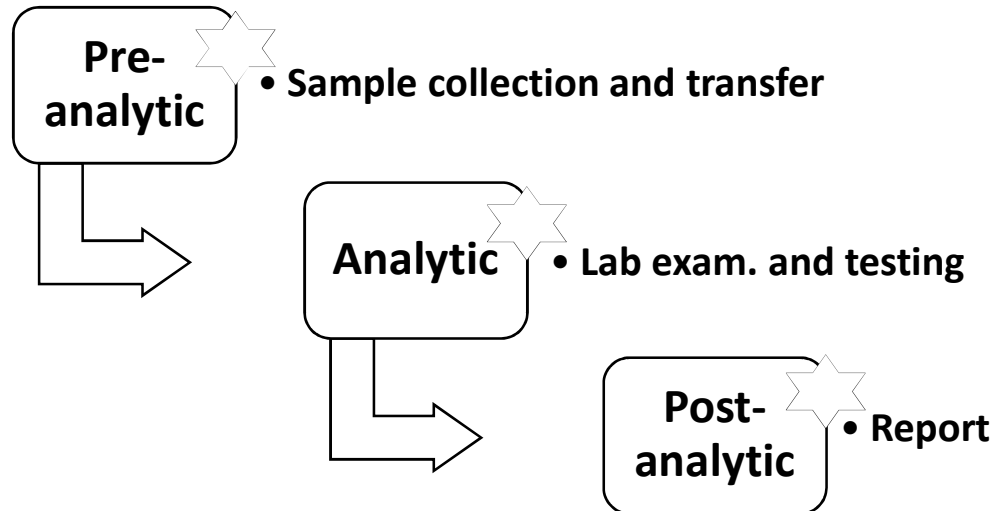 Pre-
analytic
• Sample collection and transfer
Analytic
• Lab exam. and testing
Post-
analytic
• Report